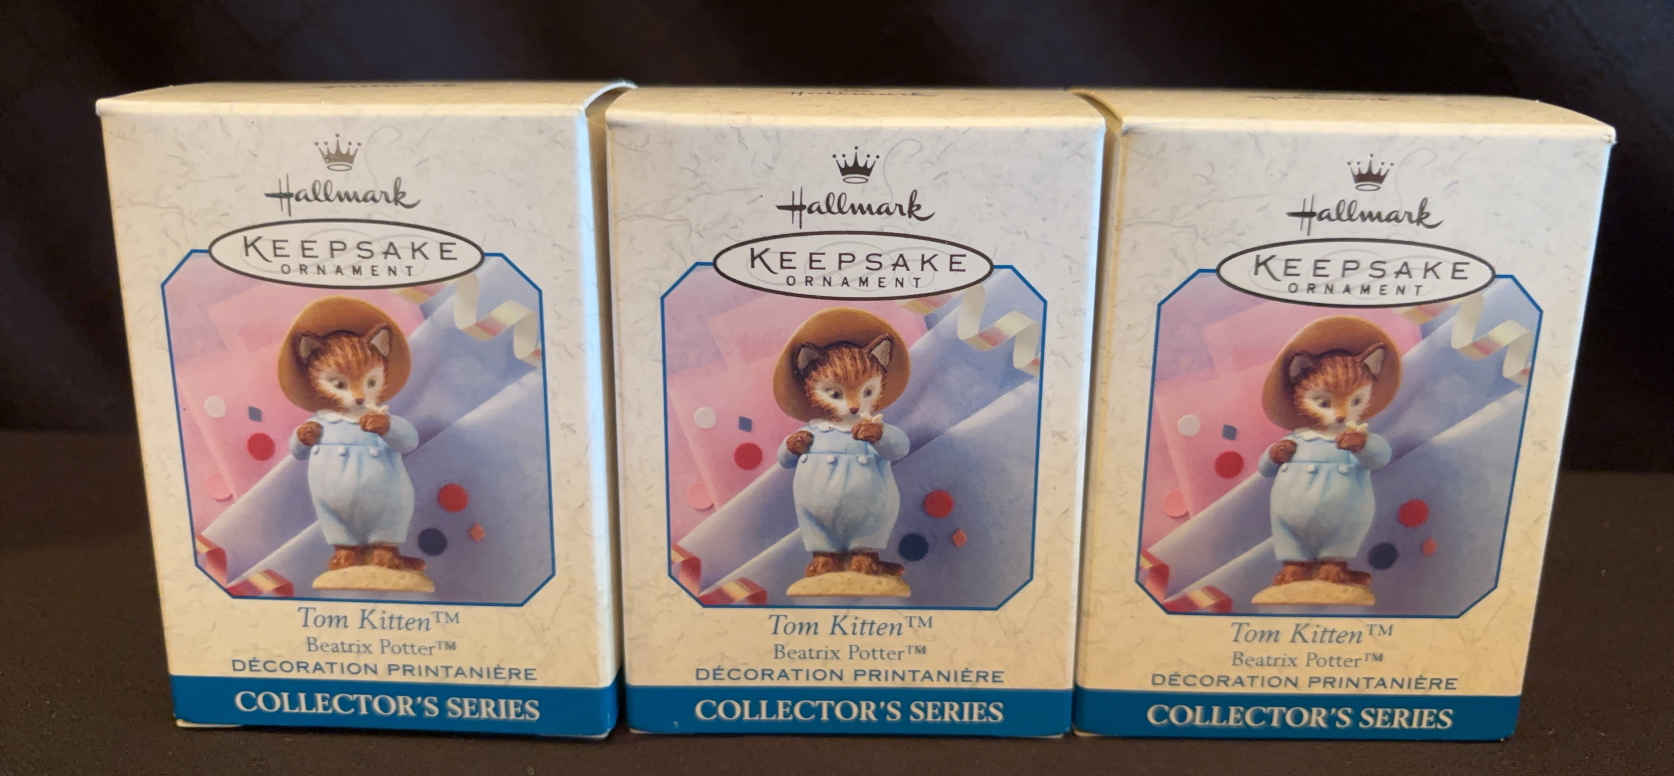 Hallmark
KEEPSAKE
ORNAMENT
Tom Kitten™
Beatrix Potter™
DÉCORATION PRINTANIÈRE
COLLECTOR'S SERIES
Hallmark
Hallmark
KEEPSAKE
ORNAMENT
Tom Kitten™
Beatrix Potter™
DÉCORATION PRINTANIÈRE
COLLECTOR'S SERIES
Hallmark
KEEPSAKE
ORNAMENT
Tom Kitten™
Beatrix Potter™
DÉCORATION PRINTANIÈRE
COLLECTOR'S SERIES